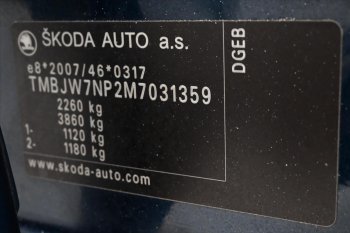 ŠKODA AUTO a.s.
e8*2007/46*0317
TMBJW7NP2M7031359
2260 kg
3860 kg
1- 1120 kg
2- 1180 kg
www.skoda-auto.com
DGEB